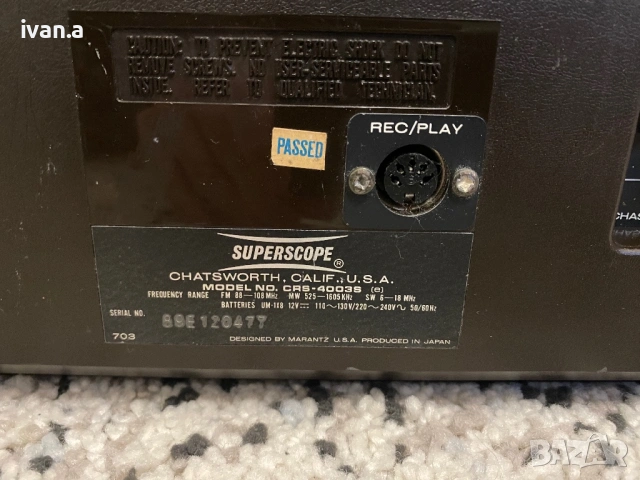 ivan.a
CAUTION: TO PREVENT ELECTRIC SHOCK DO NOT
REMOVE SCREWS. NO USER-SERVICEABLE PARTS
INSIDE. REFER TO QUALIFIED TECHNICIAN.
REC/PLAY
PASSED
CHAS
SUPERSCOPE®
CHATSWORTH, CALIF., U.S.A.
MODEL NO. CRS-4003S (e)
FREQUENCY RANGE FM 88-108MHz MW 525-1605KHz SW 6-18MHz
BATTERIES UM-1×8 12V⎓ 110~130V/220~240V∿ 50/60Hz
SERIAL NO.
703
DESIGNED BY MARANTZ U.S.A. PRODUCED IN JAPAN
BAZAR